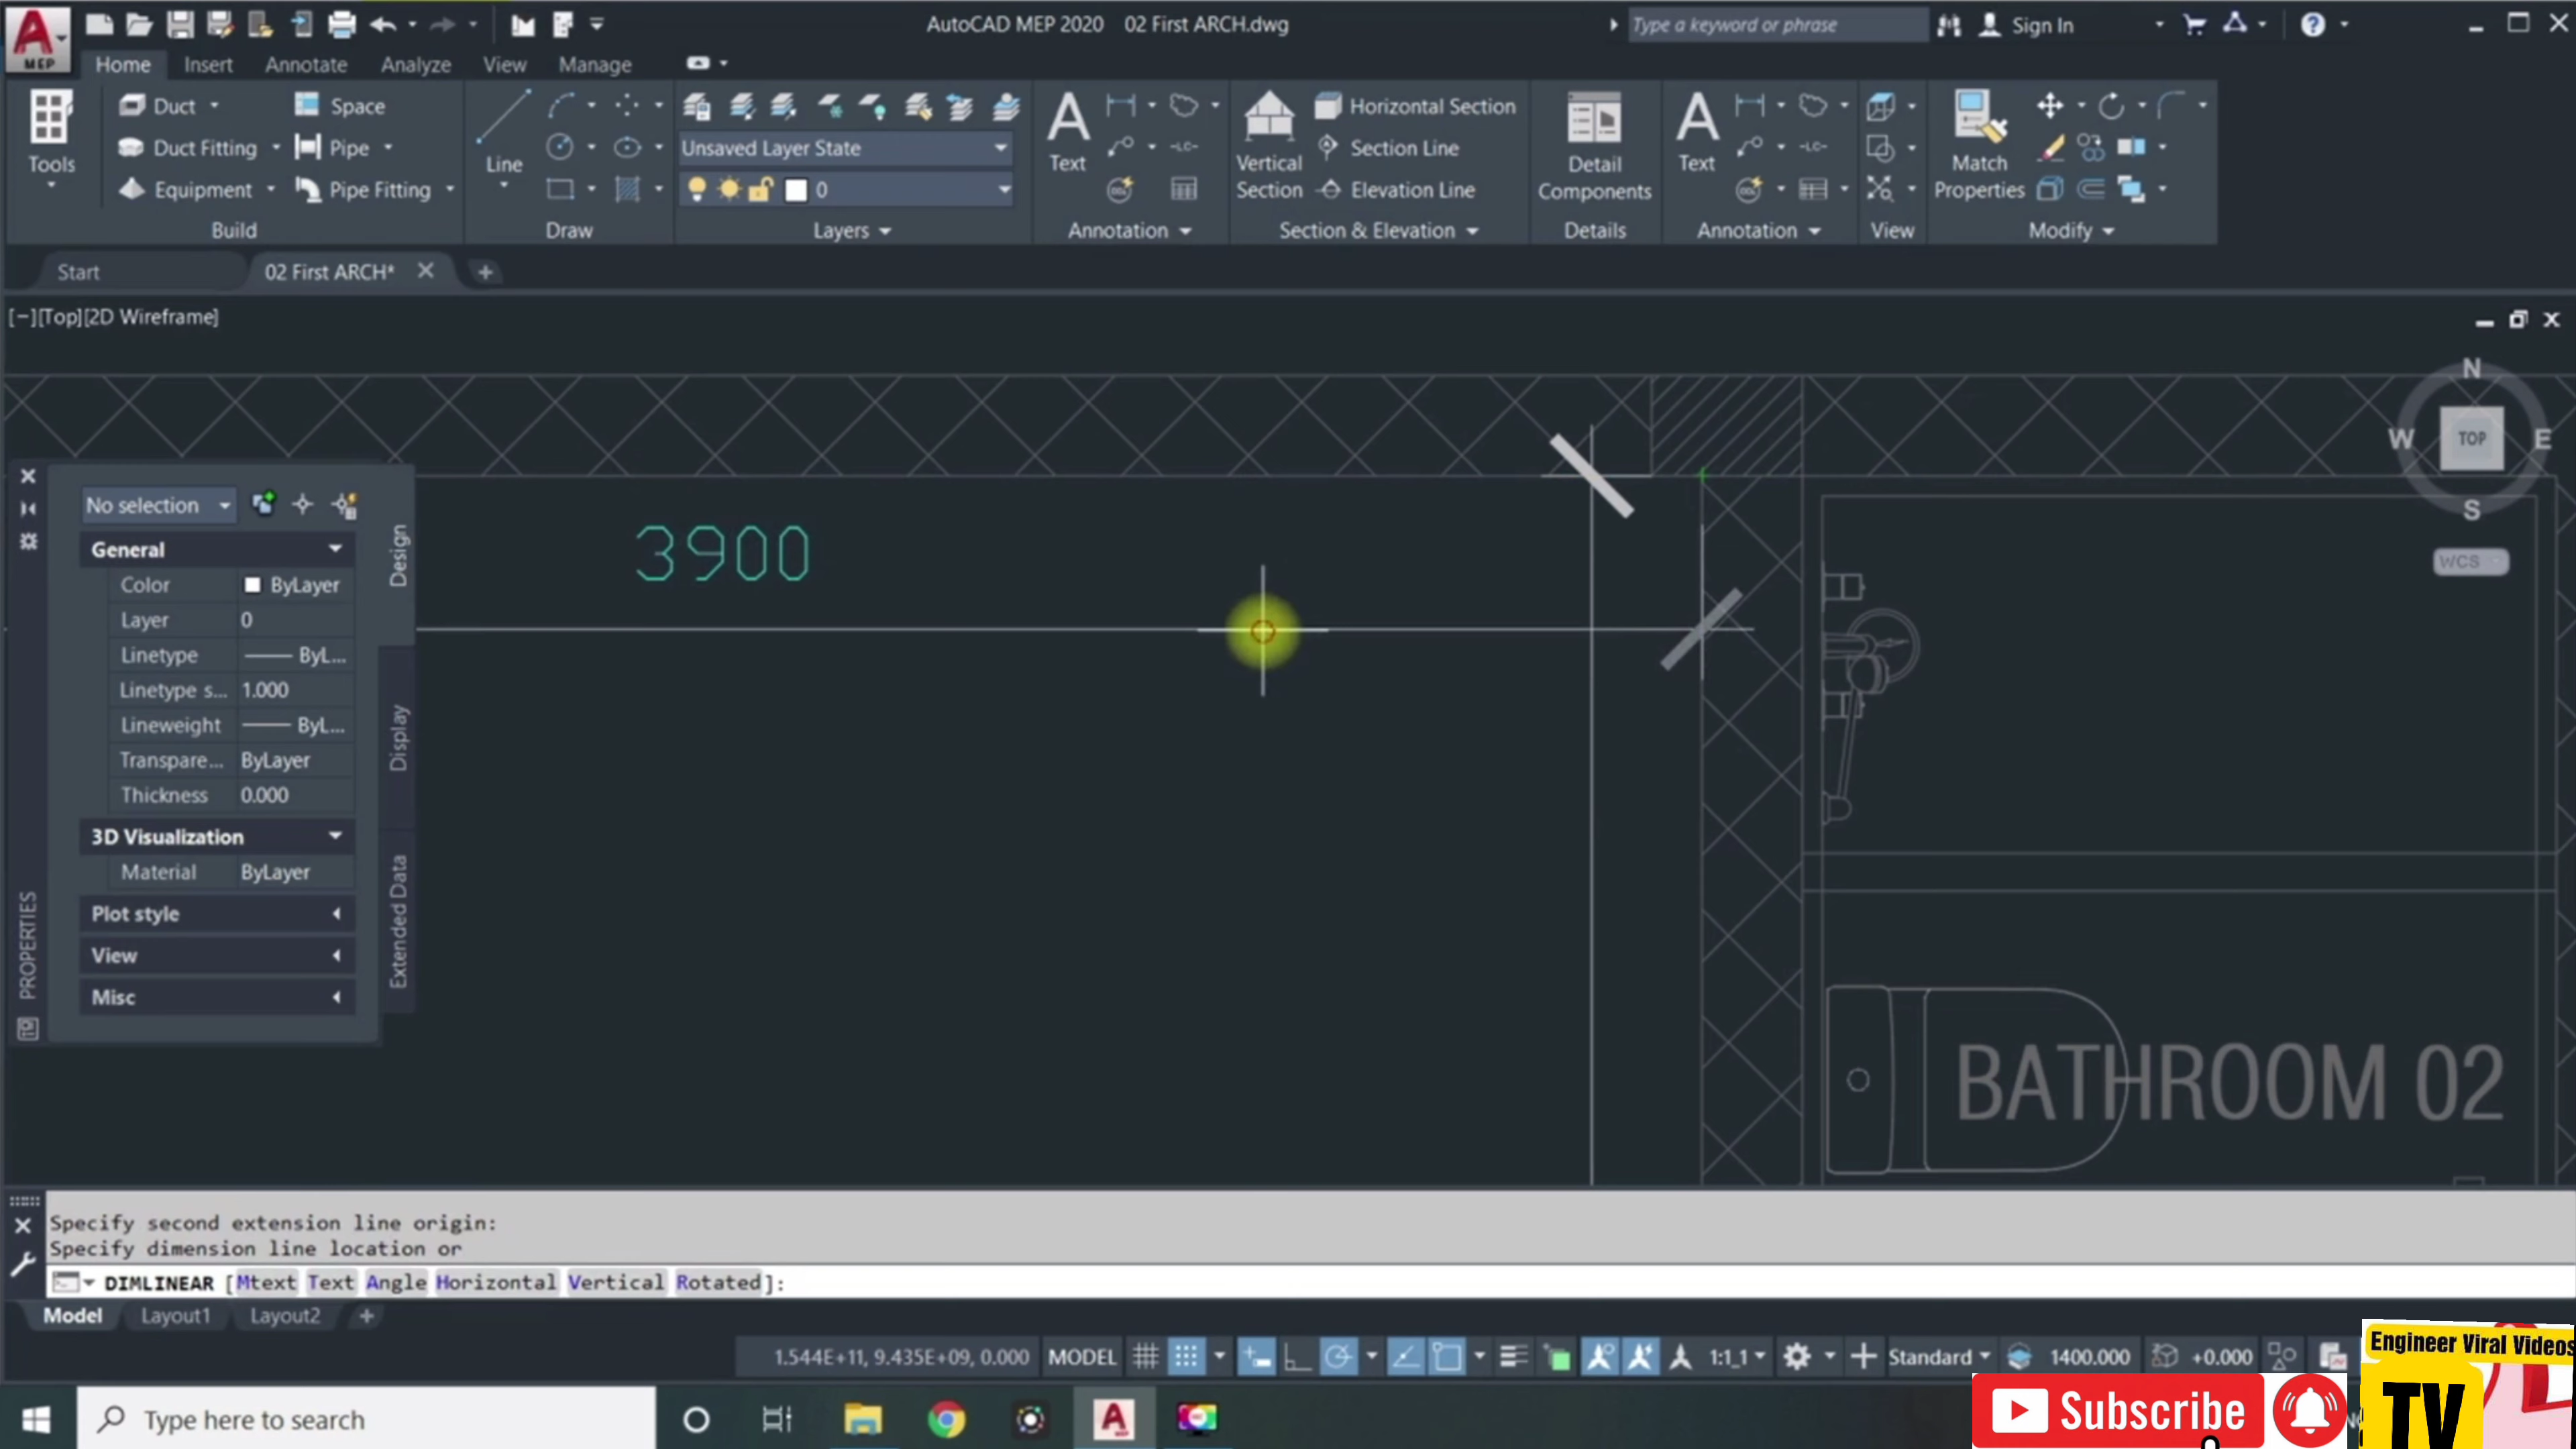 AutoCAD MEP 2020 02 First ARCH.dwg
Type a keyword or phrase
Sign In
MEP
Home Insert Annotate Analyze View Manage
Tools
Duct
Duct Fitting
Equipment
Space
Pipe
Pipe Fitting
Build
Line
Draw
Unsaved Layer State
0
Layers
Text
-LC-
Annotation
Vertical
Section
Horizontal Section
Section Line
Elevation Line
Section & Elevation
Detail
Components
Details
Text
-LC-
Annotation
View
Match
Properties
Modify
Start
02 First ARCH*
[−][Top][2D Wireframe]
N
W
TOP
E
S
WCS
No selection
General
Color ByLayer
Layer 0
Linetype ByL...
Linetype s... 1.000
Lineweight ByL...
Transpare... ByLayer
Thickness 0.000
3D Visualization
Material ByLayer
Plot style
View
Misc
PROPERTIES
Design
Display
Extended Data
3900
BATHROOM 02
Specify second extension line origin:
Specify dimension line location or
DIMLINEAR [Mtext Text Angle Horizontal Vertical Rotated]:
Model Layout1 Layout2
1.544E+11, 9.435E+09, 0.000 MODEL
1:1_1
Standard
1400.000
+0.000
Engineer Viral Videos
TV
Subscribe
Type here to search